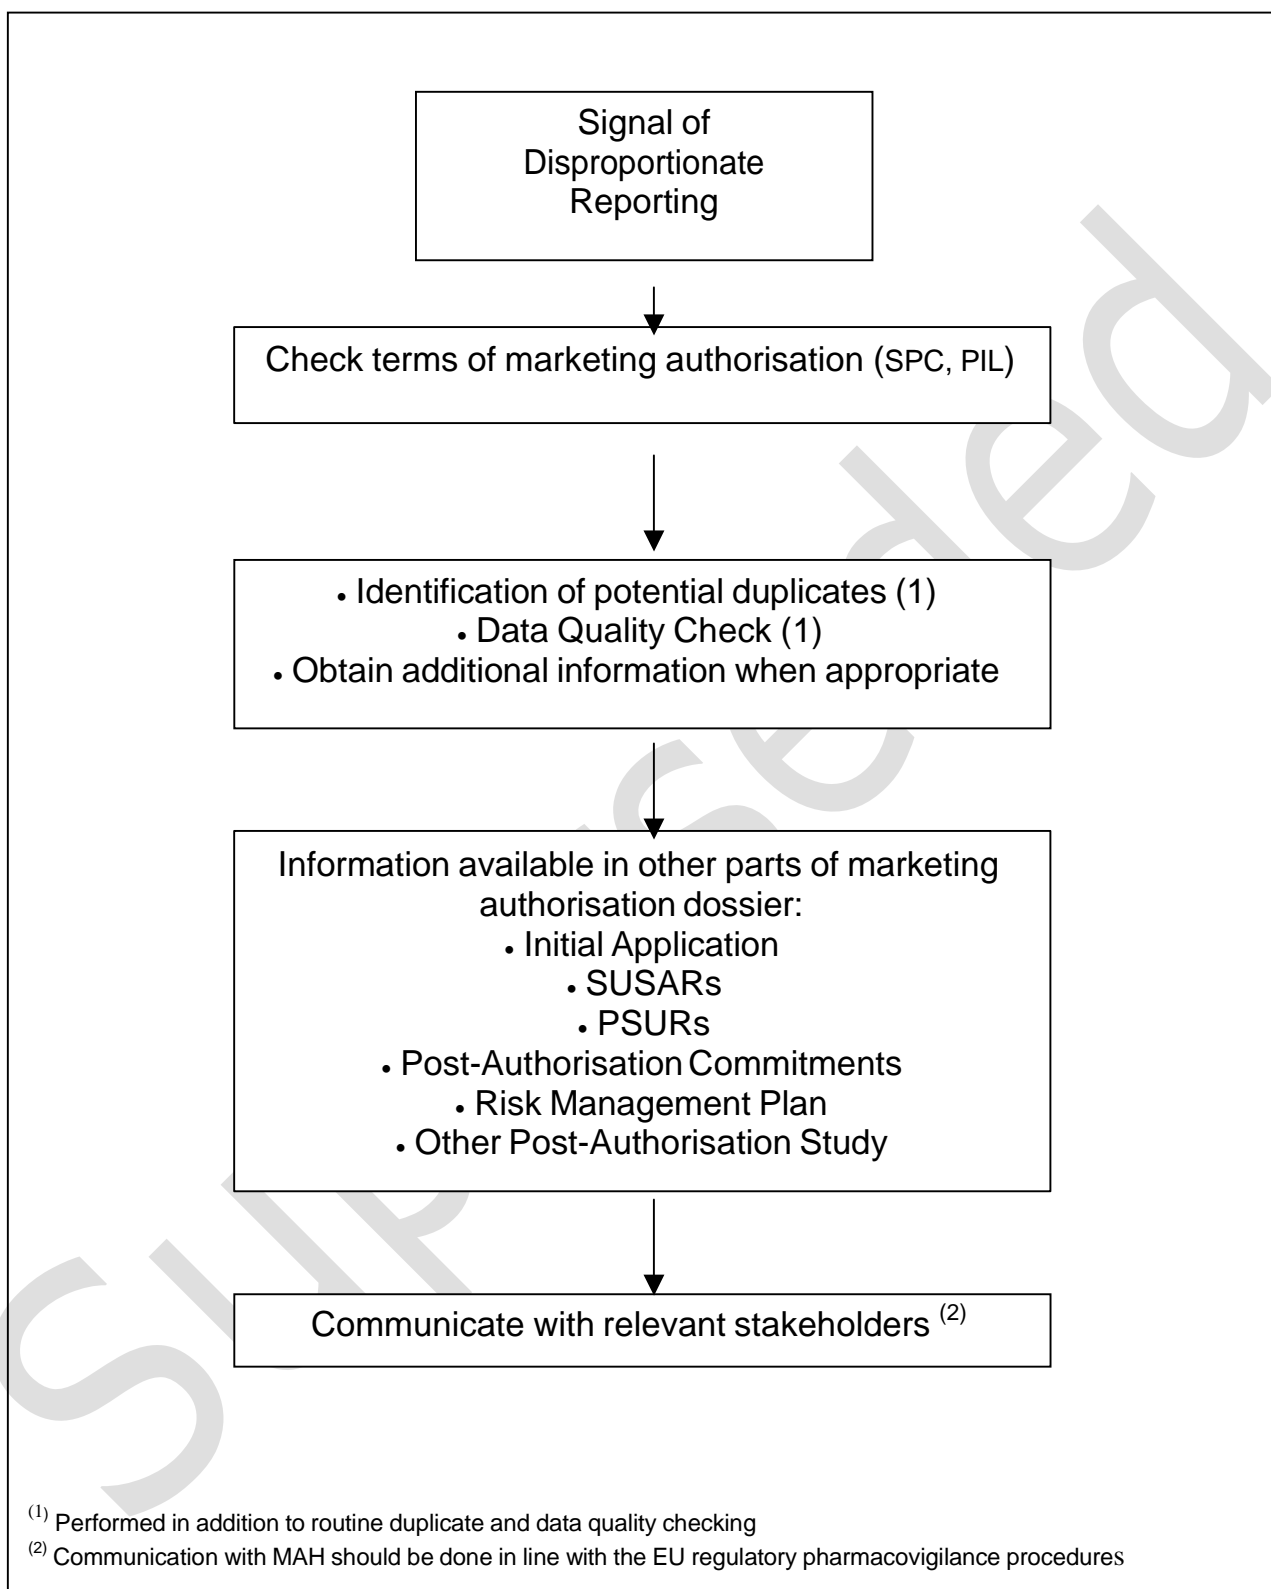 Signal of
Disproportionate
Reporting
Check terms of marketing authorisation (SPC, PIL)
• Identification of potential duplicates (1)
• Data Quality Check (1)
• Obtain additional information when appropriate
Information available in other parts of marketing
authorisation dossier:
• Initial Application
• SUSARs
• PSURs
• Post-Authorisation Commitments
• Risk Management Plan
• Other Post-Authorisation Study
Communicate with relevant stakeholders (2)
(1) Performed in addition to routine duplicate and data quality checking
(2) Communication with MAH should be done in line with the EU regulatory pharmacovigilance procedures
Superseded